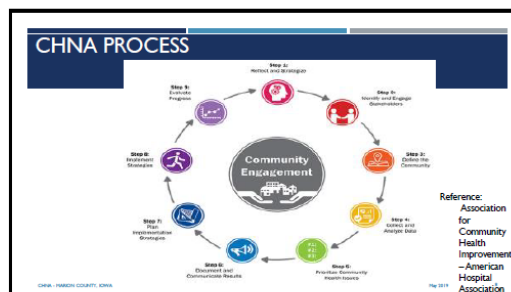 CHNA PROCESS
Step 1:
Reflect and Strategize
Step 2:
Identify and Engage
Stakeholders
Step 3:
Define the
Community
Step 4:
Collect and
Analyze Data
Step 5:
Prioritize Community
Health Issues
Step 6:
Document and
Communicate Results
Step 7:
Plan
Implementation
Strategies
Step 8:
Implement
Strategies
Step 9:
Evaluate
Progress
Community
Engagement
#1:
#2:
#3:
Reference:
Association
for
Community
Health
Improvement
– American
Hospital
Association
CHNA - MARION COUNTY, IOWA
May 2019